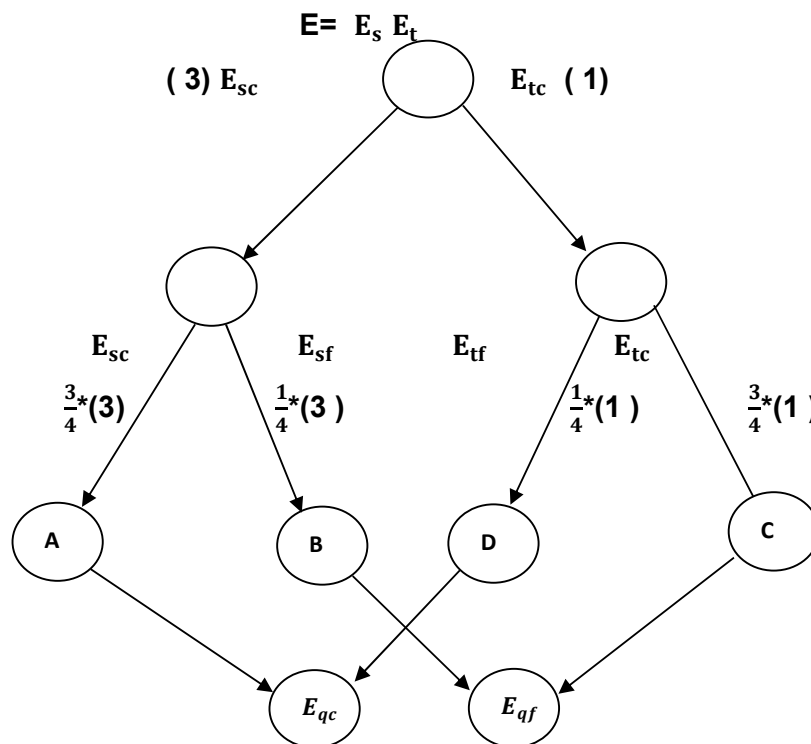 E= E_s E_t
( 3) E_sc E_tc ( 1)
E_sc E_sf E_tf E_tc
3/4*(3) 1/4*(3 ) 1/4*(1 ) 3/4*(1 )
A B D C
E_qc E_qf